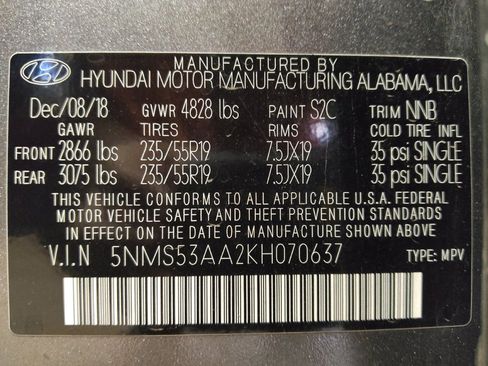 MANUFACTURED BY
HYUNDAI MOTOR MANUFACTURING ALABAMA, LLC
Dec/08/18 GVWR 4828 lbs PAINT S2C TRIM NNB
GAWR TIRES RIMS COLD TIRE INFL
FRONT 2866 lbs 235/55R19 7.5JX19 35 psi SINGLE
REAR 3075 lbs 235/55R19 7.5JX19 35 psi SINGLE
THIS VEHICLE CONFORMS TO ALL APPLICABLE U.S.A. FEDERAL
MOTOR VEHICLE SAFETY AND THEFT PREVENTION STANDARDS
IN EFFECT ON THE DATE OF MANUFACTURE SHOWN ABOVE.
V.I.N 5NMS53AA2KH070637 TYPE: MPV